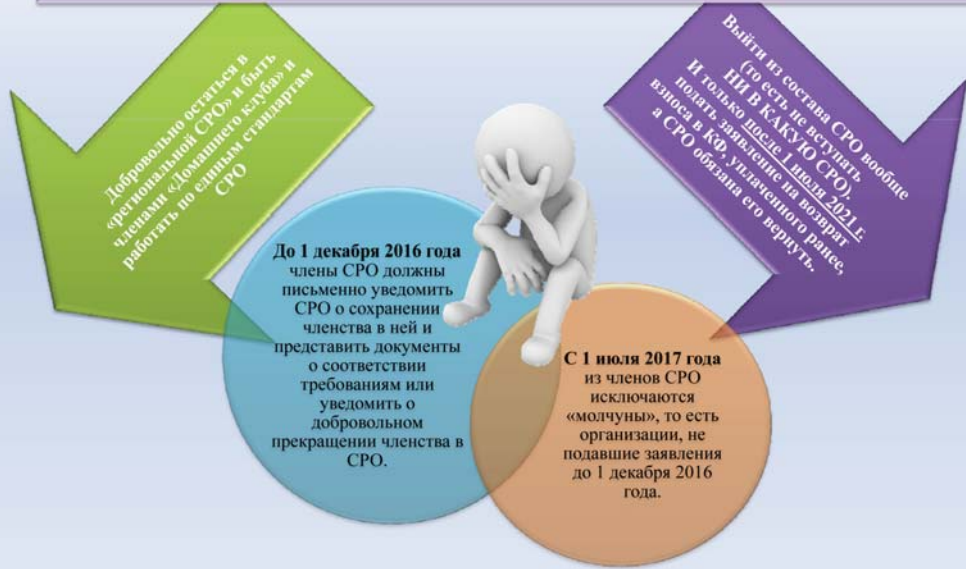 Добровольно остаться в
«региональной СРО» и быть
членами «Домашнего клуба» и
работать по единым стандартам
СРО
Выйти из состава СРО вообще
(то есть не вступать
НИ В КАКУЮ СРО).
И только после 1 июля 2021 г.
подать заявление на возврат
взноса в КФ, уплаченного ранее,
а СРО обязана его вернуть.
До 1 декабря 2016 года
члены СРО должны
письменно уведомить
СРО о сохранении
членства в ней и
представить документы
о соответствии
требованиям или
уведомить о
добровольном
прекращении членства в
СРО.
С 1 июля 2017 года
из членов СРО
исключаются
«молчуны», то есть
организации, не
подавшие заявления
до 1 декабря 2016
года.